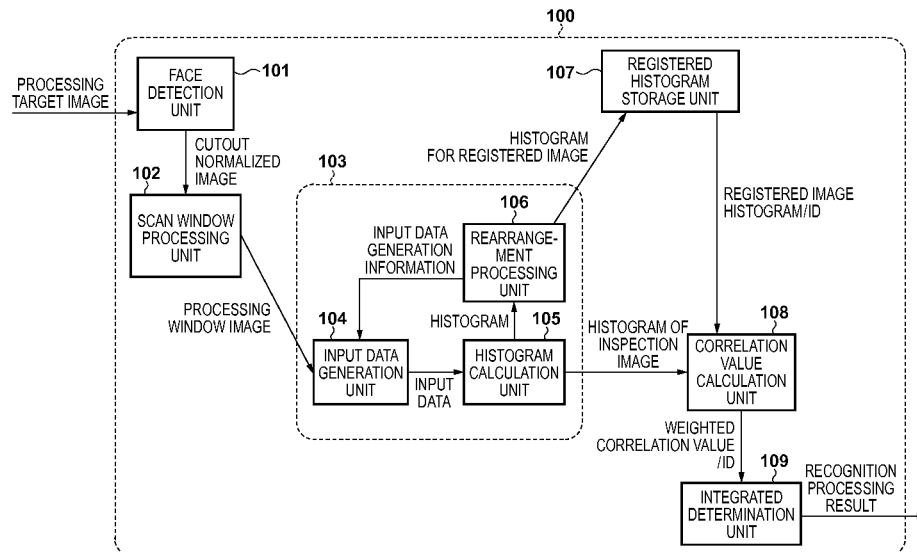 100
PROCESSING
TARGET IMAGE
101
FACE
DETECTION
UNIT
CUTOUT
NORMALIZED
IMAGE
102
SCAN WINDOW
PROCESSING
UNIT
PROCESSING
WINDOW IMAGE
103
104
INPUT DATA
GENERATION
UNIT
INPUT DATA
GENERATION
INFORMATION
INPUT
DATA
105
HISTOGRAM
CALCULATION
UNIT
HISTOGRAM
106
REARRANGE-
MENT
PROCESSING
UNIT
HISTOGRAM
FOR REGISTERED IMAGE
107
REGISTERED
HISTOGRAM
STORAGE UNIT
REGISTERED IMAGE
HISTOGRAM/ID
HISTOGRAM OF
INSPECTION
IMAGE
108
CORRELATION
VALUE
CALCULATION
UNIT
WEIGHTED
CORRELATION VALUE
/ID
109
INTEGRATED
DETERMINATION
UNIT
RECOGNITION
PROCESSING
RESULT